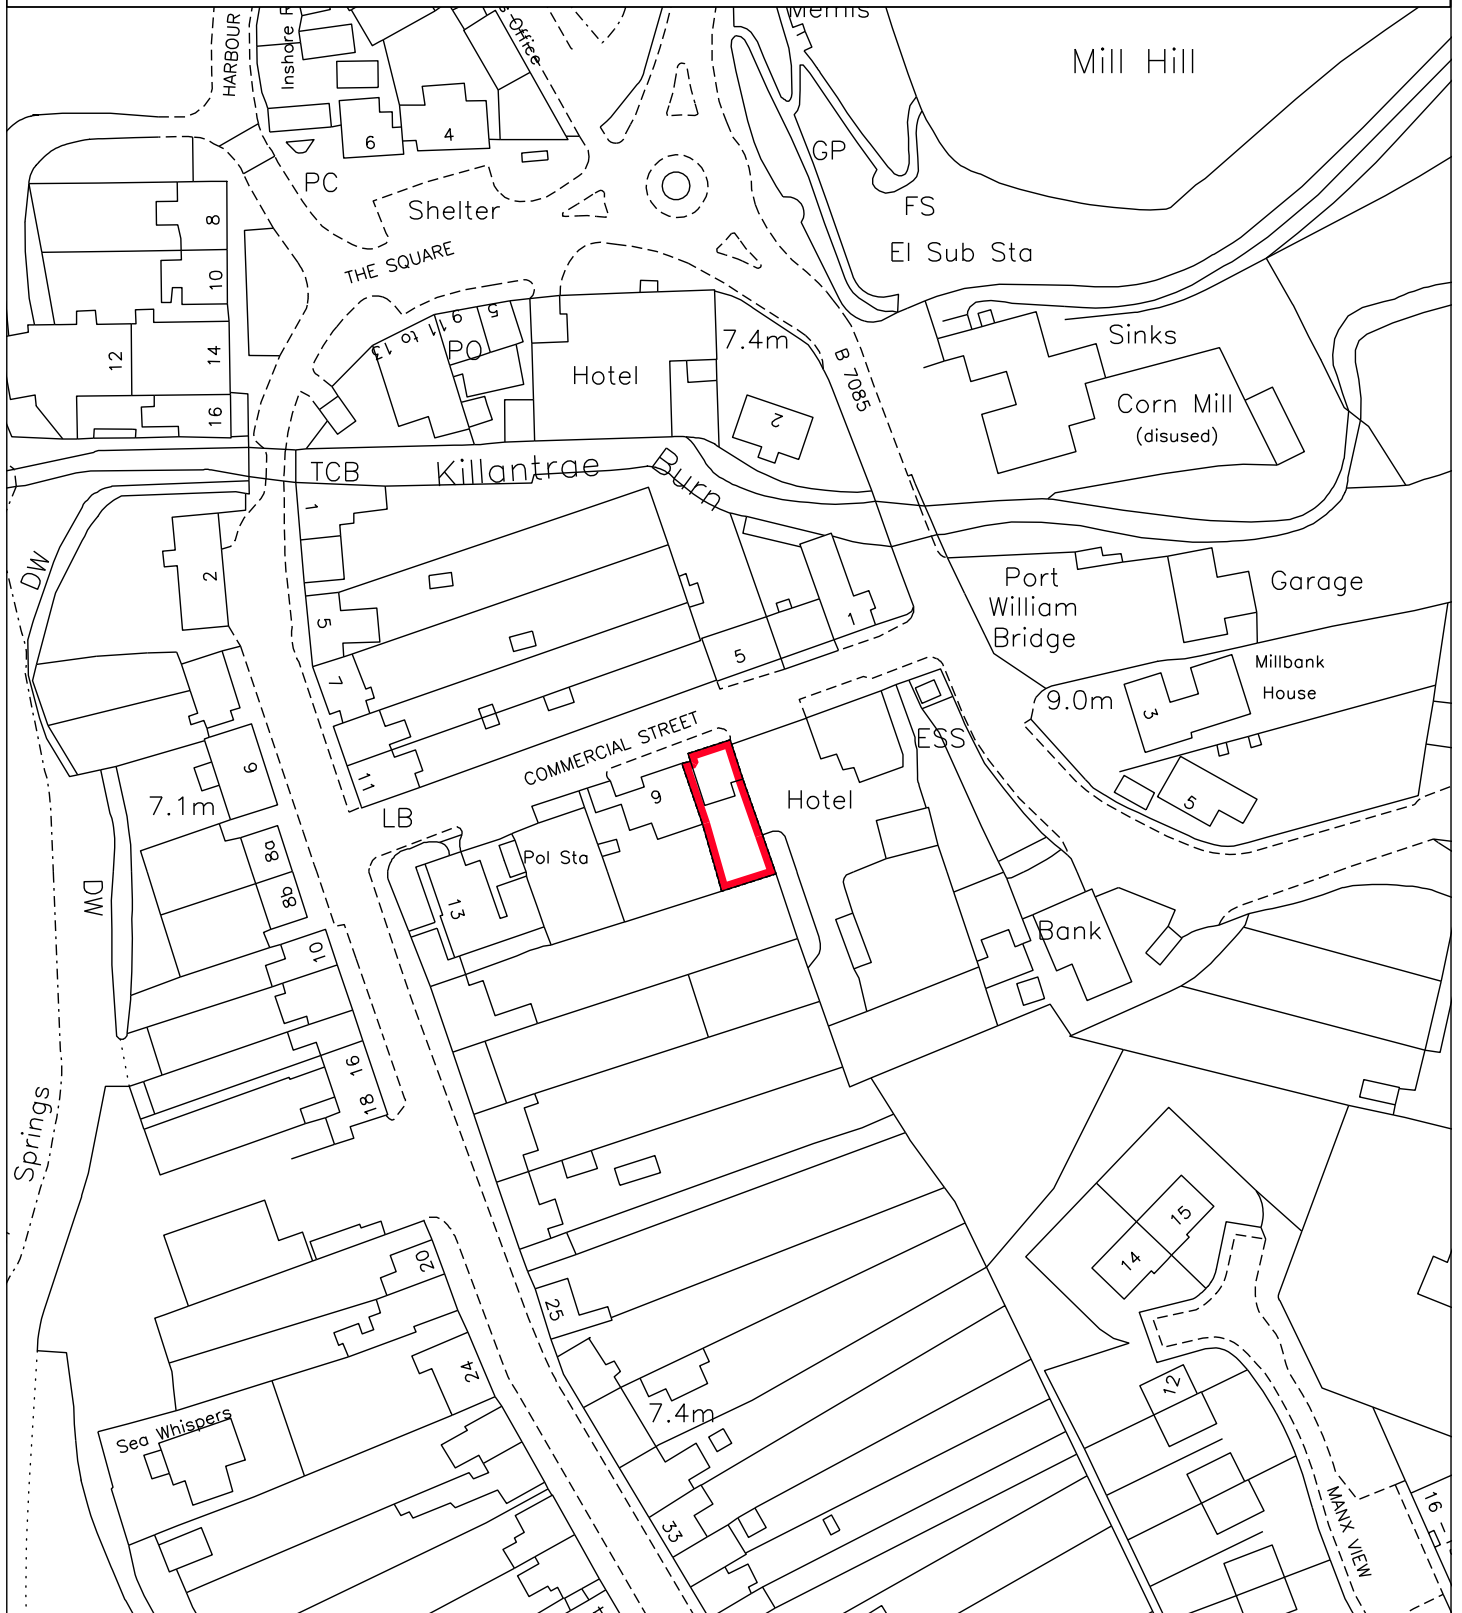 HARBOUR
Inshore R
s Office
Memls
Mill Hill
6
4
GP
PC
Shelter
FS
8
THE SQUARE
El Sub Sta
10
5
9
11 to 13
PO
7.4m
Sinks
12
14
Hotel
B 7085
Corn Mill
(disused)
16
2
TCB
Killantrae
Burn
1
DW
2
Port
William
Bridge
Garage
5
1
5
Millbank
House
7
9.0m
3
COMMERCIAL STREET
ESS
11
9
7.1m
9
Hotel
5
LB
8a
Pol Sta
DW
8b
13
10
Bank
16
18
Springs
15
14
20
25
24
12
7.4m
Sea Whispers
33
MANX VIEW
16